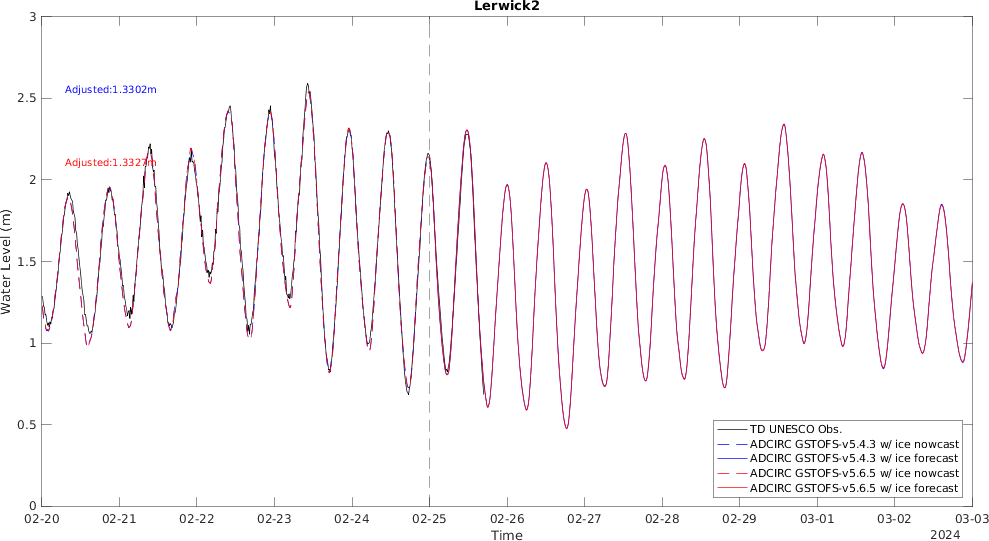 Lerwick2
3
2.5
2
1.5
1
0.5
0
Water Level (m)
Adjusted:1.3302m
Adjusted:1.3327m
TD UNESCO Obs.
ADCIRC GSTOFS-v5.4.3 w/ ice nowcast
ADCIRC GSTOFS-v5.4.3 w/ ice forecast
ADCIRC GSTOFS-v5.6.5 w/ ice nowcast
ADCIRC GSTOFS-v5.6.5 w/ ice forecast
02-20 02-21 02-22 02-23 02-24 02-25 02-26 02-27 02-28 02-29 03-01 03-02 03-03
Time
2024